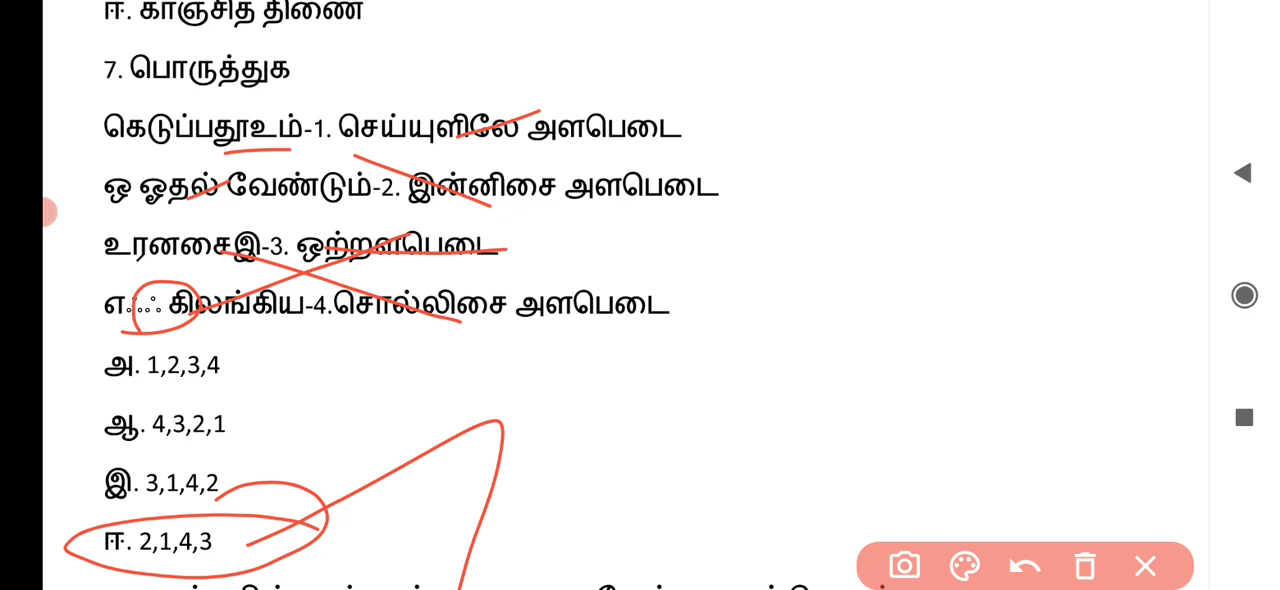 ஈ. காஞ்சித் திணை
7. பொருத்துக
கெடுப்பதூஉம்-1. செய்யுளிலே அளபெடை
ஒ ஓதல் வேண்டும்-2. இன்னிசை அளபெடை
உரனசைஇ-3. ஒற்றளபெடை
எஃஃ கிலங்கிய-4.சொல்லிசை அளபெடை
அ. 1,2,3,4
ஆ. 4,3,2,1
இ. 3,1,4,2
ஈ. 2,1,4,3